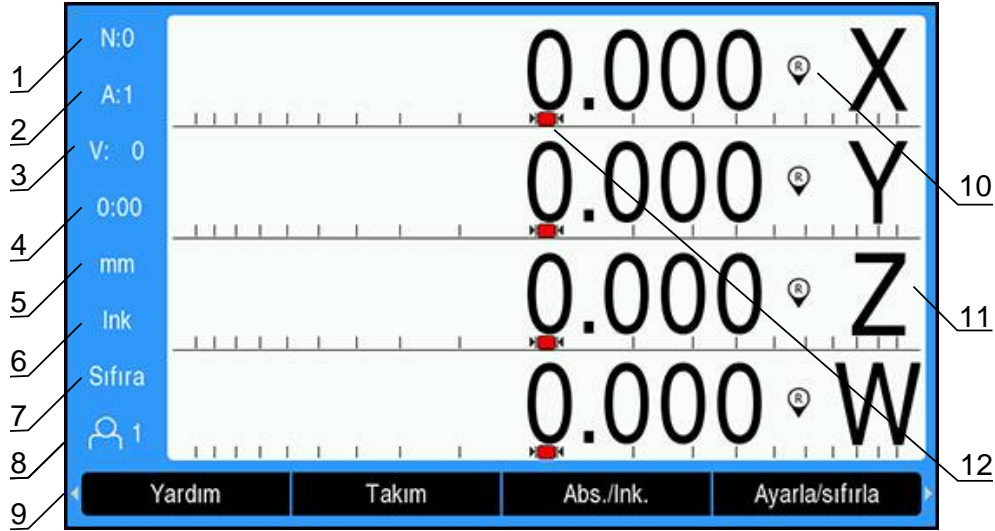 N:0
A:1
V: 0
0:00
mm
Ink
Sıfıra
1
0.000 R X
0.000 R Y
0.000 R Z
0.000 R W
Yardım Takım Abs./Ink. Ayarla/sıfırla
1
2
3
4
5
6
7
8
9
10
11
12